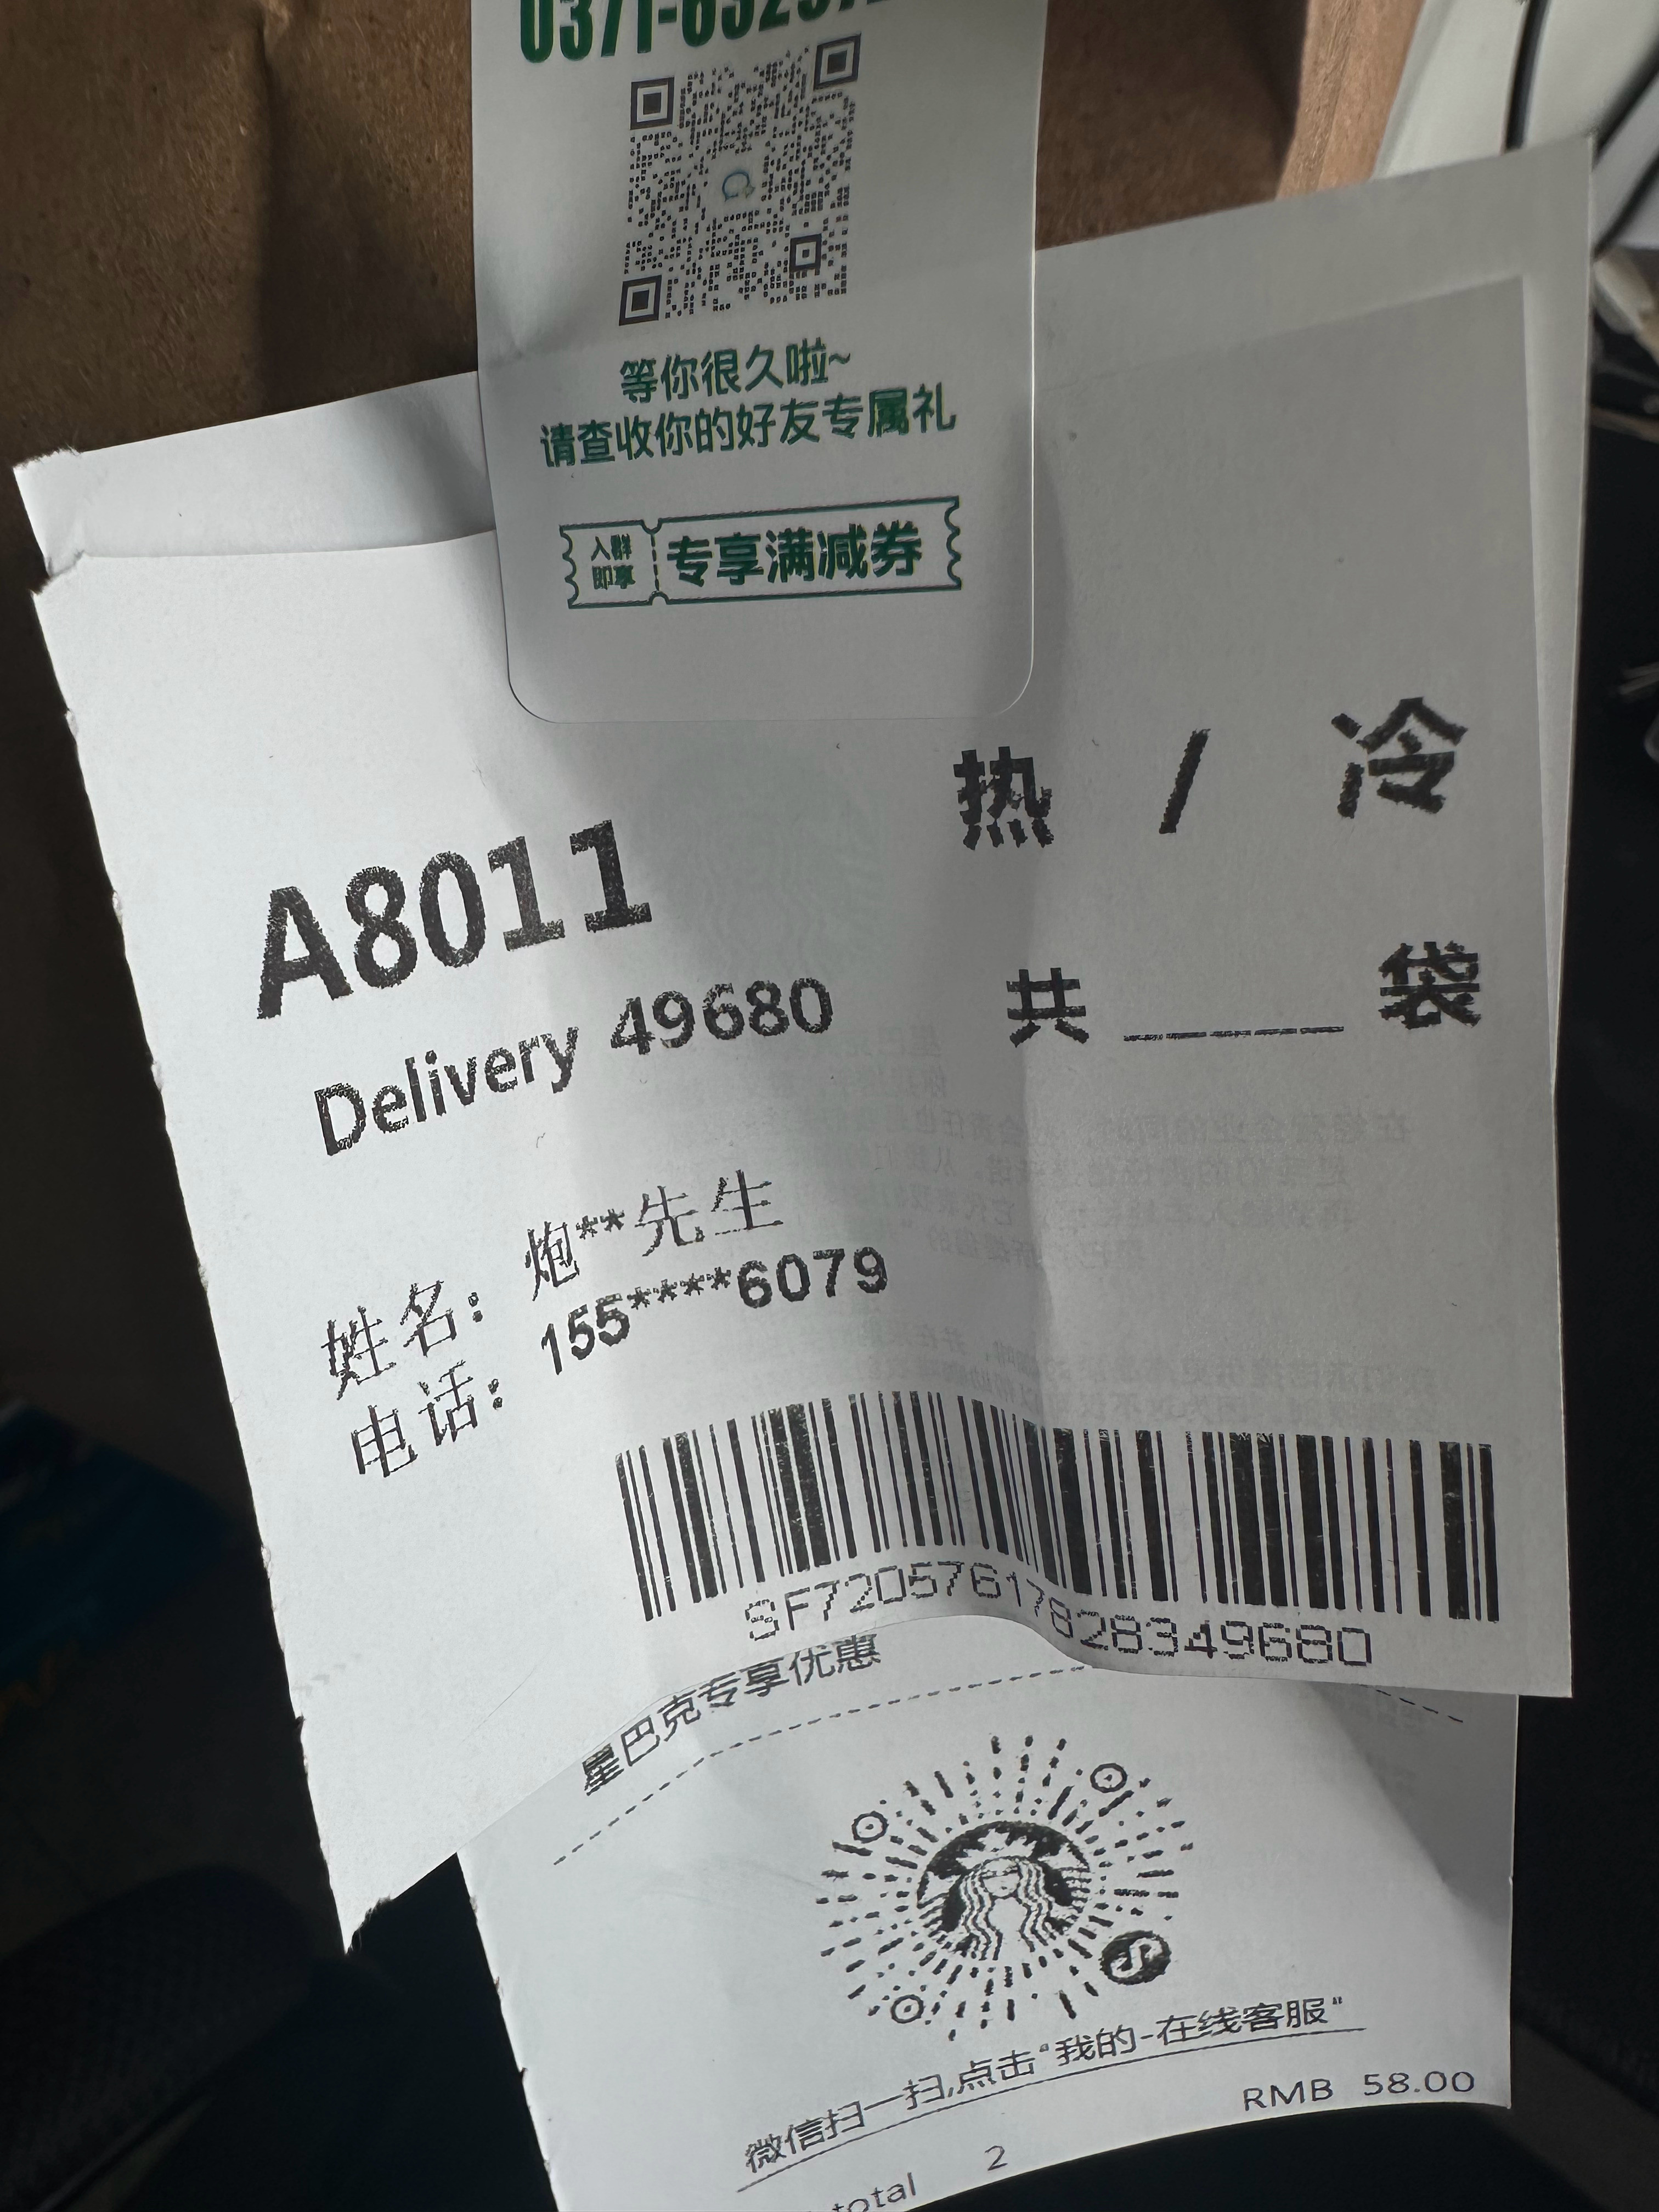 等你很久啦~
请查收你的好友专属礼
入群
即享
专享满减券
热 / 冷
A8011
共 ____ 袋
Delivery 49680
姓名: 炮**先生
电话: 155****6079
SF72057617828349680
星巴克专享优惠
微信扫一扫,点击"我的-在线客服"
RMB 58.00
2
total